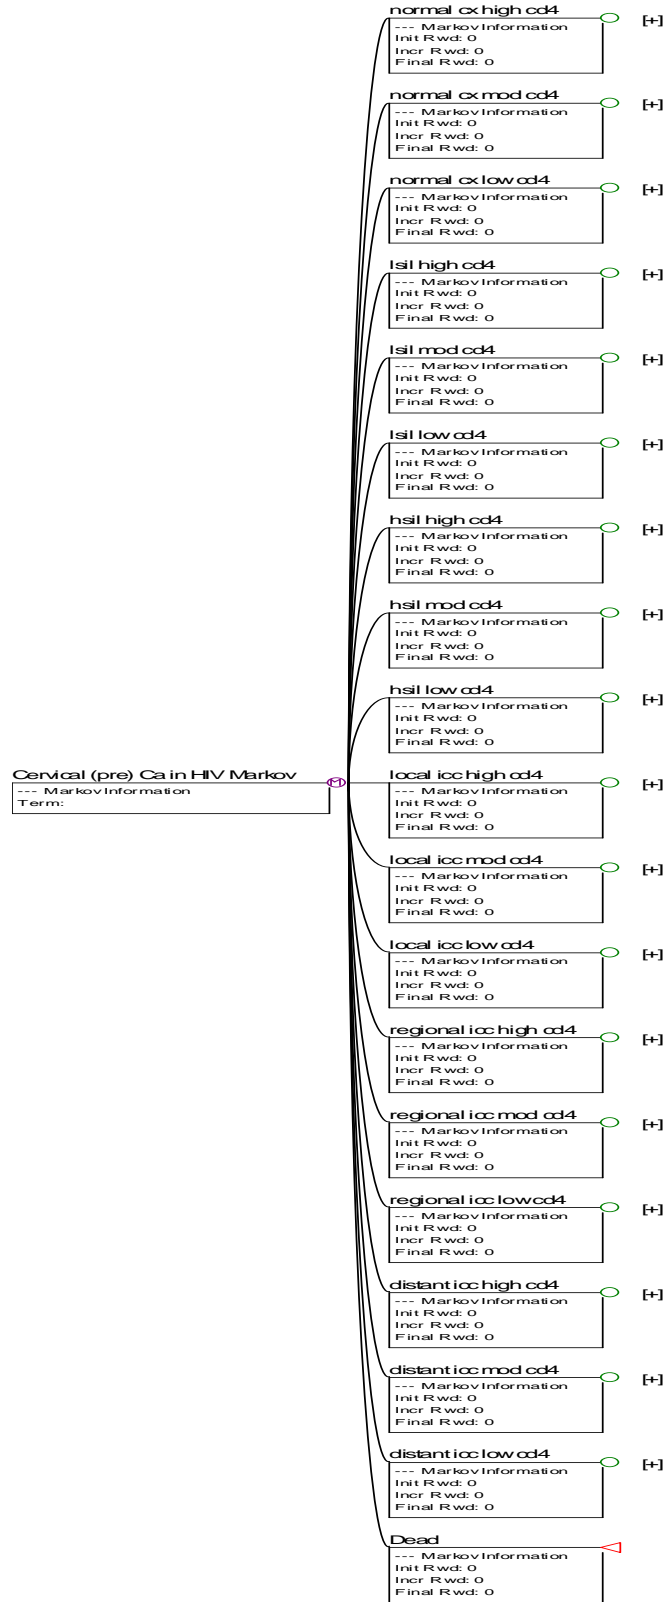 normal cx high cd4
--- Markov Information
Init Rwd: 0
Incr Rwd: 0
Final Rwd: 0
[+]
normal cx mod cd4
--- Markov Information
Init Rwd: 0
Incr Rwd: 0
Final Rwd: 0
[+]
normal cx low cd4
--- Markov Information
Init Rwd: 0
Incr Rwd: 0
Final Rwd: 0
[+]
lsil high cd4
--- Markov Information
Init Rwd: 0
Incr Rwd: 0
Final Rwd: 0
[+]
lsil mod cd4
--- Markov Information
Init Rwd: 0
Incr Rwd: 0
Final Rwd: 0
[+]
lsil low cd4
--- Markov Information
Init Rwd: 0
Incr Rwd: 0
Final Rwd: 0
[+]
hsil high cd4
--- Markov Information
Init Rwd: 0
Incr Rwd: 0
Final Rwd: 0
[+]
hsil mod cd4
--- Markov Information
Init Rwd: 0
Incr Rwd: 0
Final Rwd: 0
[+]
hsil low cd4
--- Markov Information
Init Rwd: 0
Incr Rwd: 0
Final Rwd: 0
[+]
Cervical (pre) Ca in HIV Markov
--- Markov Information
Term:
M
local icc high cd4
--- Markov Information
Init Rwd: 0
Incr Rwd: 0
Final Rwd: 0
[+]
local icc mod cd4
--- Markov Information
Init Rwd: 0
Incr Rwd: 0
Final Rwd: 0
[+]
local icc low cd4
--- Markov Information
Init Rwd: 0
Incr Rwd: 0
Final Rwd: 0
[+]
regional icc high cd4
--- Markov Information
Init Rwd: 0
Incr Rwd: 0
Final Rwd: 0
[+]
regional icc mod cd4
--- Markov Information
Init Rwd: 0
Incr Rwd: 0
Final Rwd: 0
[+]
regional icc low cd4
--- Markov Information
Init Rwd: 0
Incr Rwd: 0
Final Rwd: 0
[+]
distant icc high cd4
--- Markov Information
Init Rwd: 0
Incr Rwd: 0
Final Rwd: 0
[+]
distant icc mod cd4
--- Markov Information
Init Rwd: 0
Incr Rwd: 0
Final Rwd: 0
[+]
distant icc low cd4
--- Markov Information
Init Rwd: 0
Incr Rwd: 0
Final Rwd: 0
[+]
Dead
--- Markov Information
Init Rwd: 0
Incr Rwd: 0
Final Rwd: 0